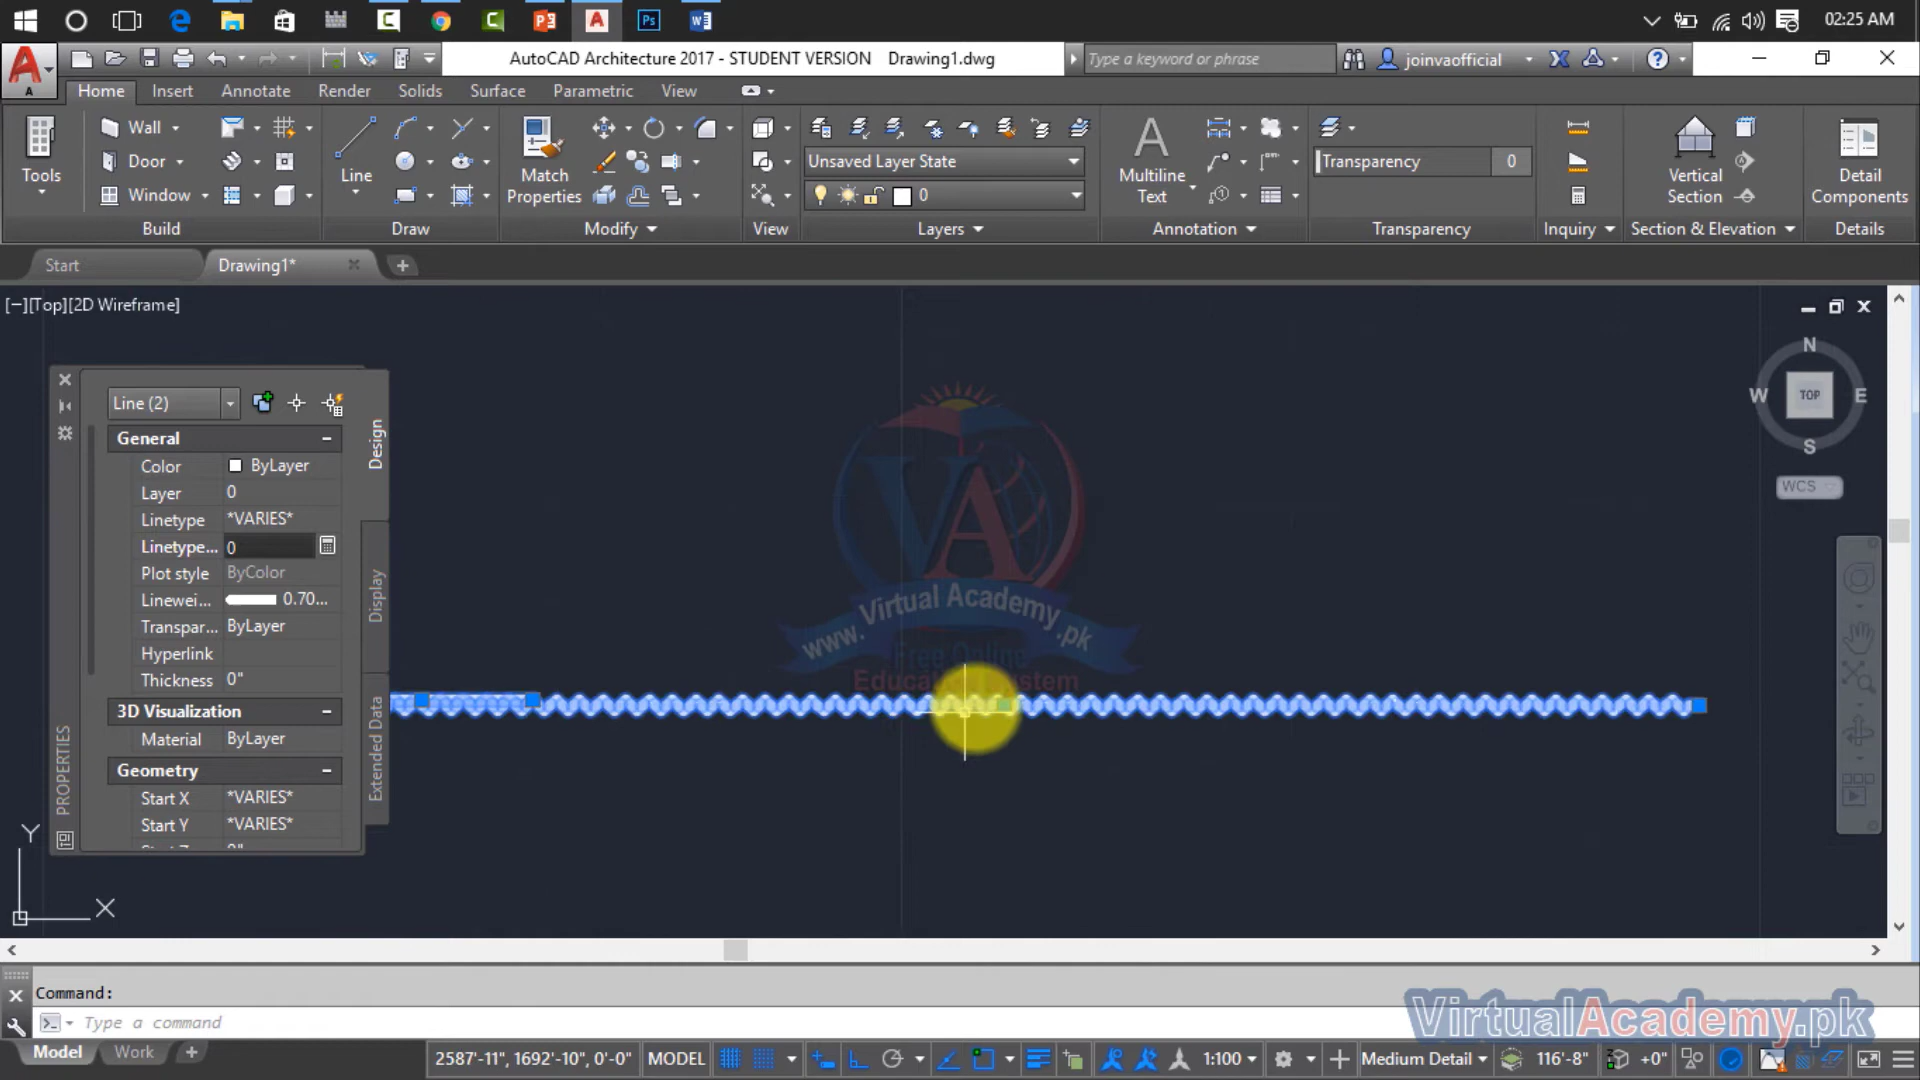 02:25 AM
AutoCAD Architecture 2017 - STUDENT VERSION Drawing1.dwg
Type a keyword or phrase
joinvaofficial
Home Insert Annotate Render Solids Surface Parametric View
Tools
Wall
Door
Window
Line
Match Properties
Unsaved Layer State
0
Multiline Text
Transparency 0
Vertical Section
Detail Components
Build Draw Modify View Layers Annotation Transparency Inquiry Section & Elevation Details
Start Drawing1*
[−][Top][2D Wireframe]
N
W TOP E
S
WCS
Line (2)
General
Color ByLayer
Layer 0
Linetype *VARIES*
Linetype... 0
Plot style ByColor
Linewei... 0.70...
Transpar... ByLayer
Hyperlink
Thickness 0"
3D Visualization
Material ByLayer
Geometry
Start X *VARIES*
Start Y *VARIES*
Design
Display
Extended Data
PROPERTIES
VA
www.Virtual Academy.pk
Free Online
Education System
Y
X
Command:
Type a command
VirtualAcademy.pk
Model Work
2587'-11", 1692'-10", 0'-0" MODEL 1:100 Medium Detail 116'-8" +0"